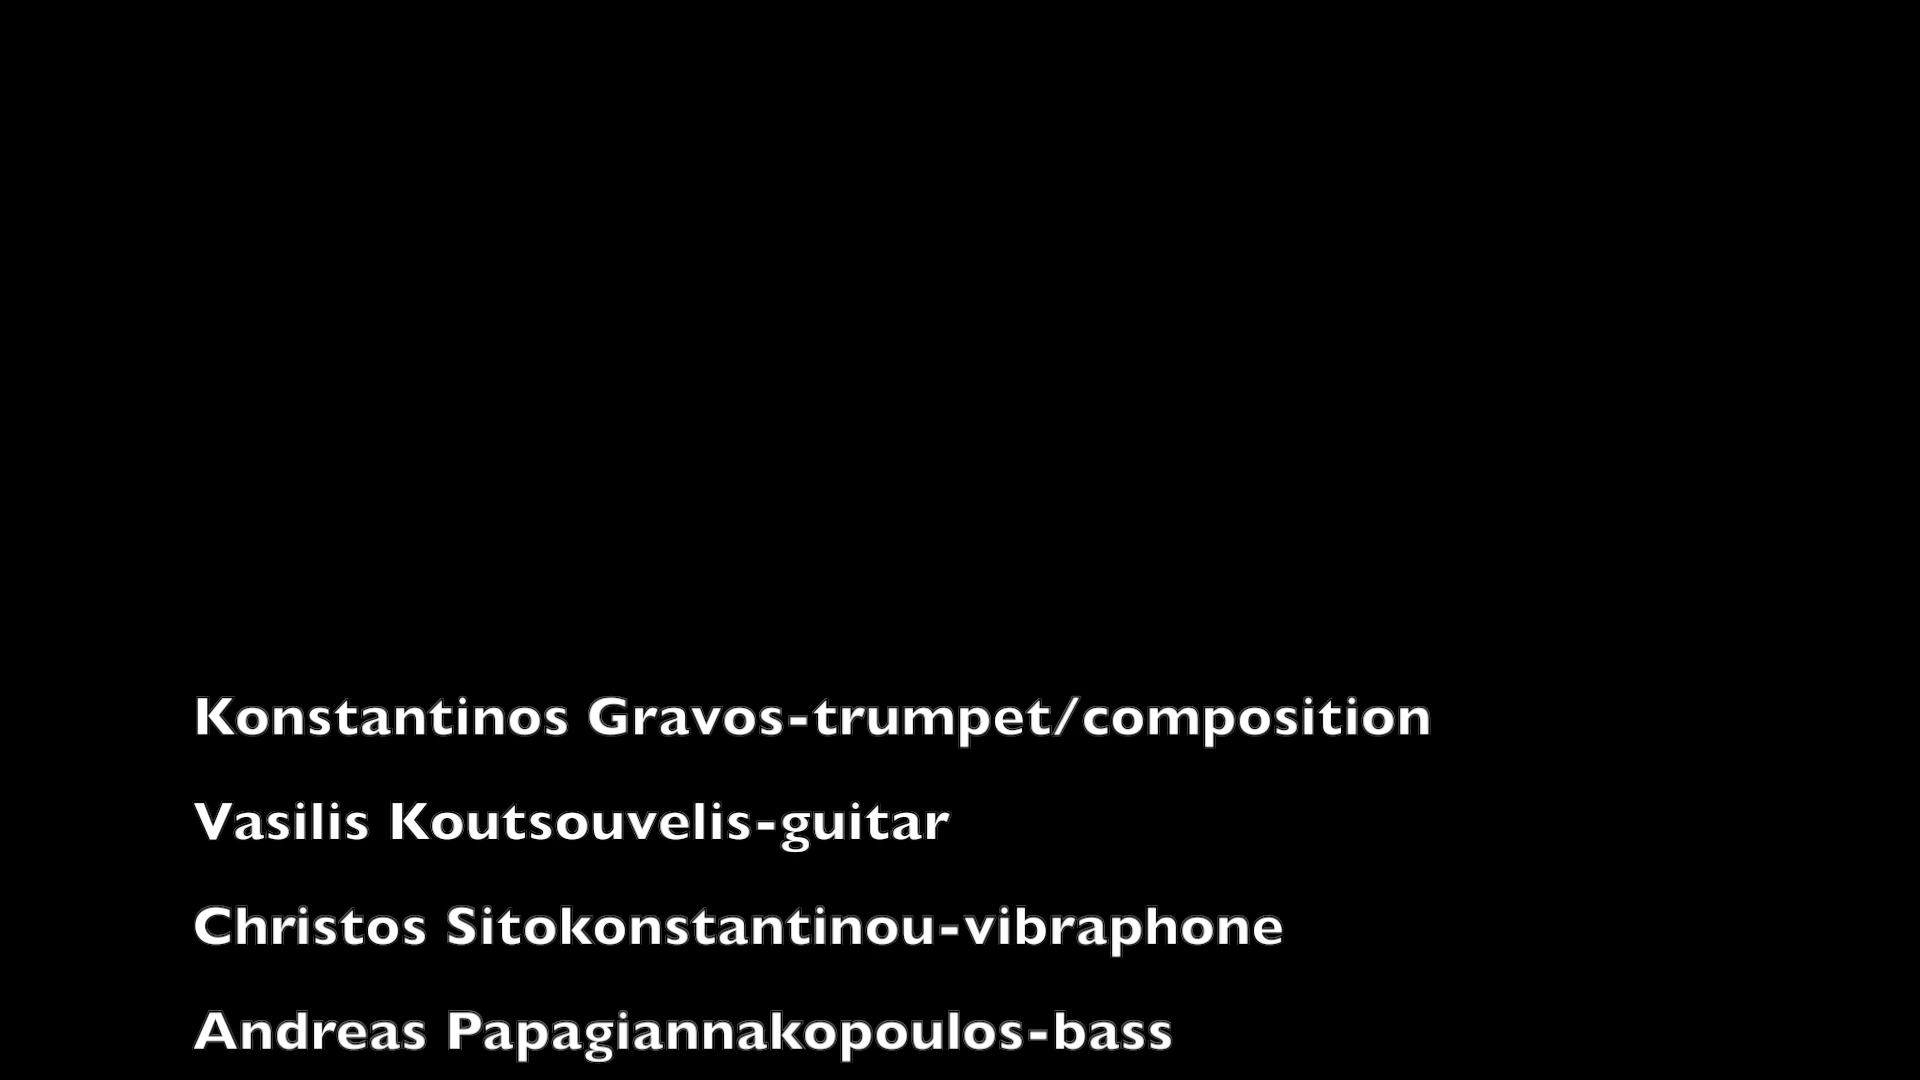 Konstantinos Gravos-trumpet/composition
Vasilis Koutsouvelis-guitar
Christos Sitokonstantinou-vibraphone
Andreas Papagiannakopoulos-bass